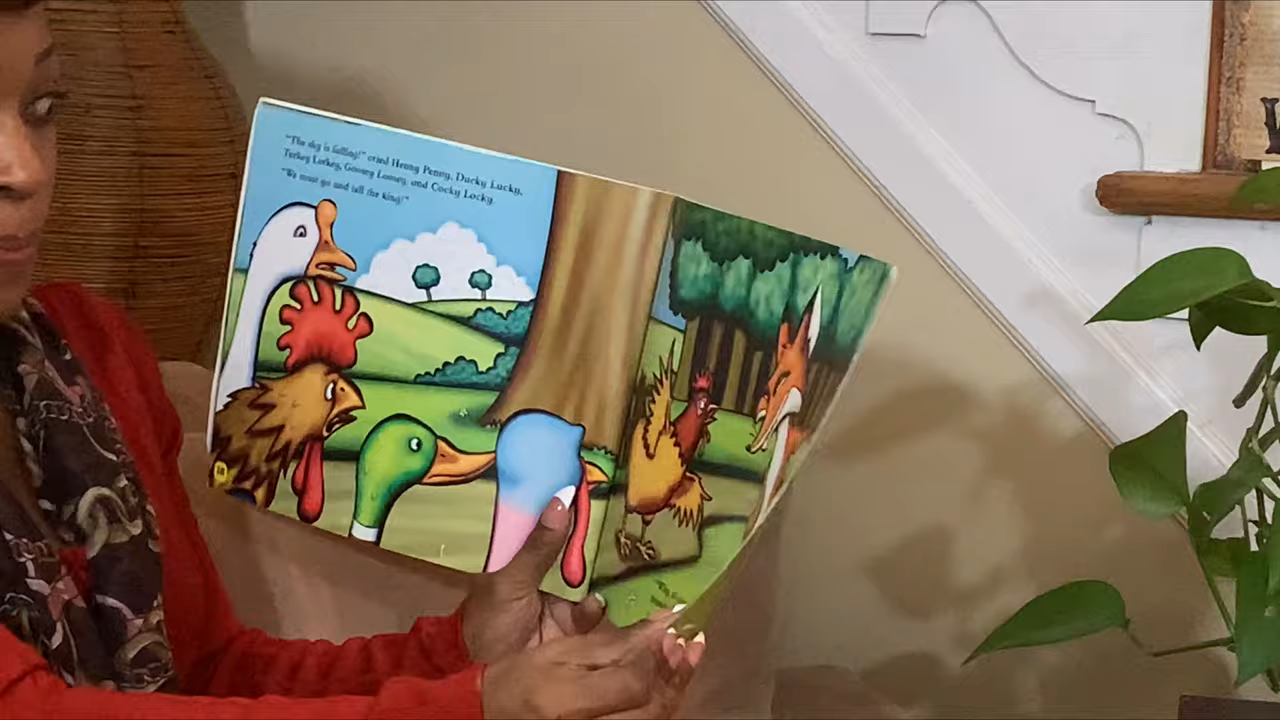 "The sky is falling!" cried Henny Penny, Ducky Lucky,
Turkey Lurkey, Goosey Loosey, and Cocky Locky.
"We must go and tell the king!"